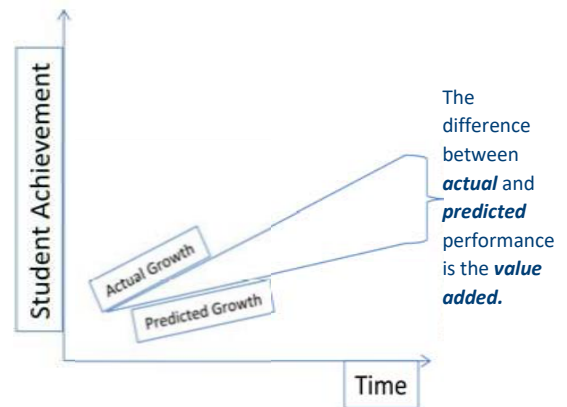 Student Achievement
Actual Growth
Predicted Growth
Time
The
difference
between
actual and
predicted
performance
is the value
added.